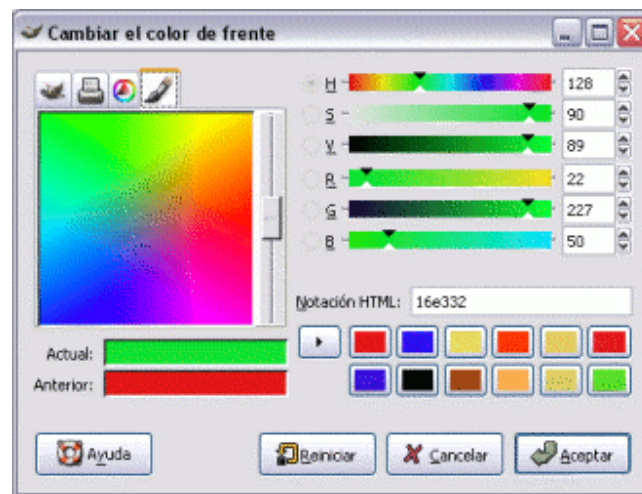 Cambiar el color de frente
H 128
S 90
V 89
R 22
G 227
B 50
Notación HTML: 16e332
Actual:
Anterior:
Ayuda Reiniciar Cancelar Aceptar